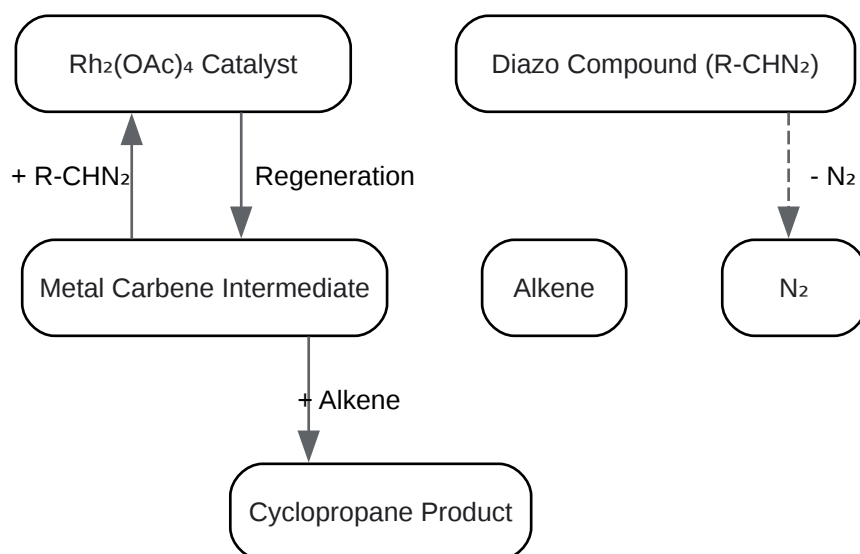 Rh₂(OAc)₄ Catalyst
Diazo Compound (R-CHN₂)
+ R-CHN₂
Regeneration
- N₂
Metal Carbene Intermediate
Alkene
N₂
+ Alkene
Cyclopropane Product